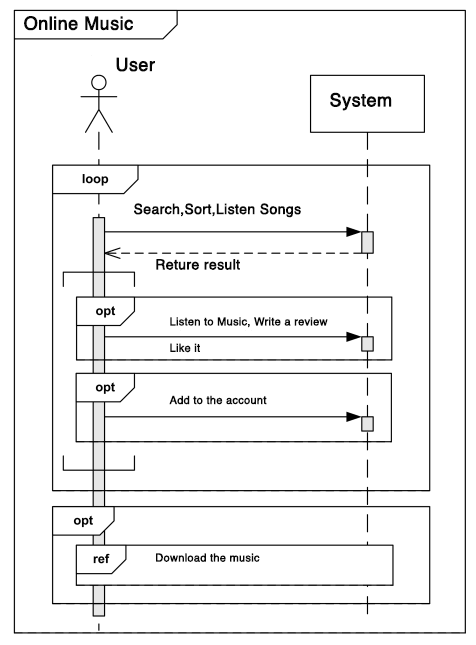 Online Music
User
System
loop
Search,Sort,Listen Songs
Reture result
opt
Listen to Music, Write a review
Like it
opt
Add to the account
opt
ref
Download the music